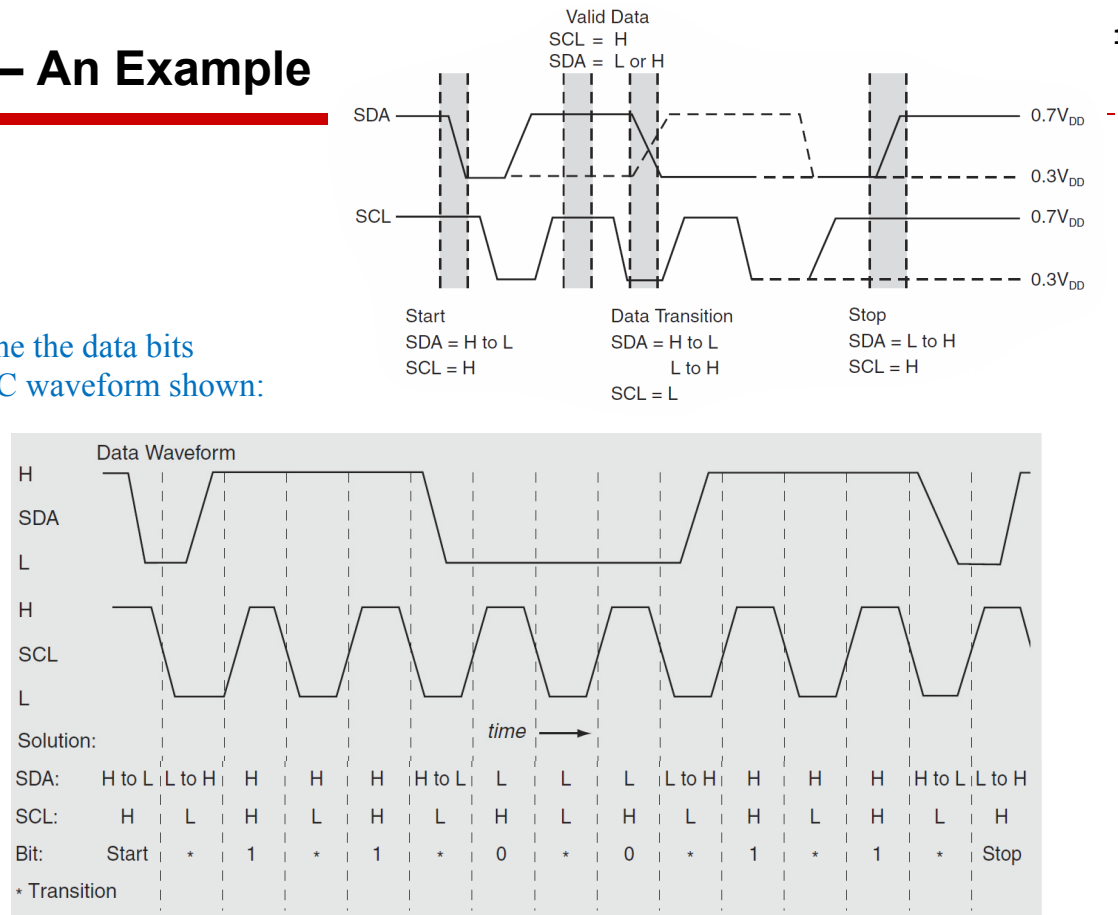 – An Example
Valid Data
SCL = H
SDA = L or H
SDA
0.7V_DD
0.3V_DD
SCL
0.7V_DD
0.3V_DD
Start
SDA = H to L
SCL = H
Data Transition
SDA = H to L
L to H
SCL = L
Stop
SDA = L to H
SCL = H
the data bits
C waveform shown:
Data Waveform
H
SDA
L
H
SCL
L
time
Solution:
SDA: H to L L to H H H H H to L L L L L to H H H H H to L L to H
SCL: H L H L H L H L H L H L H L H
Bit: Start * 1 * 1 * 0 * 0 * 1 * 1 * Stop
* Transition